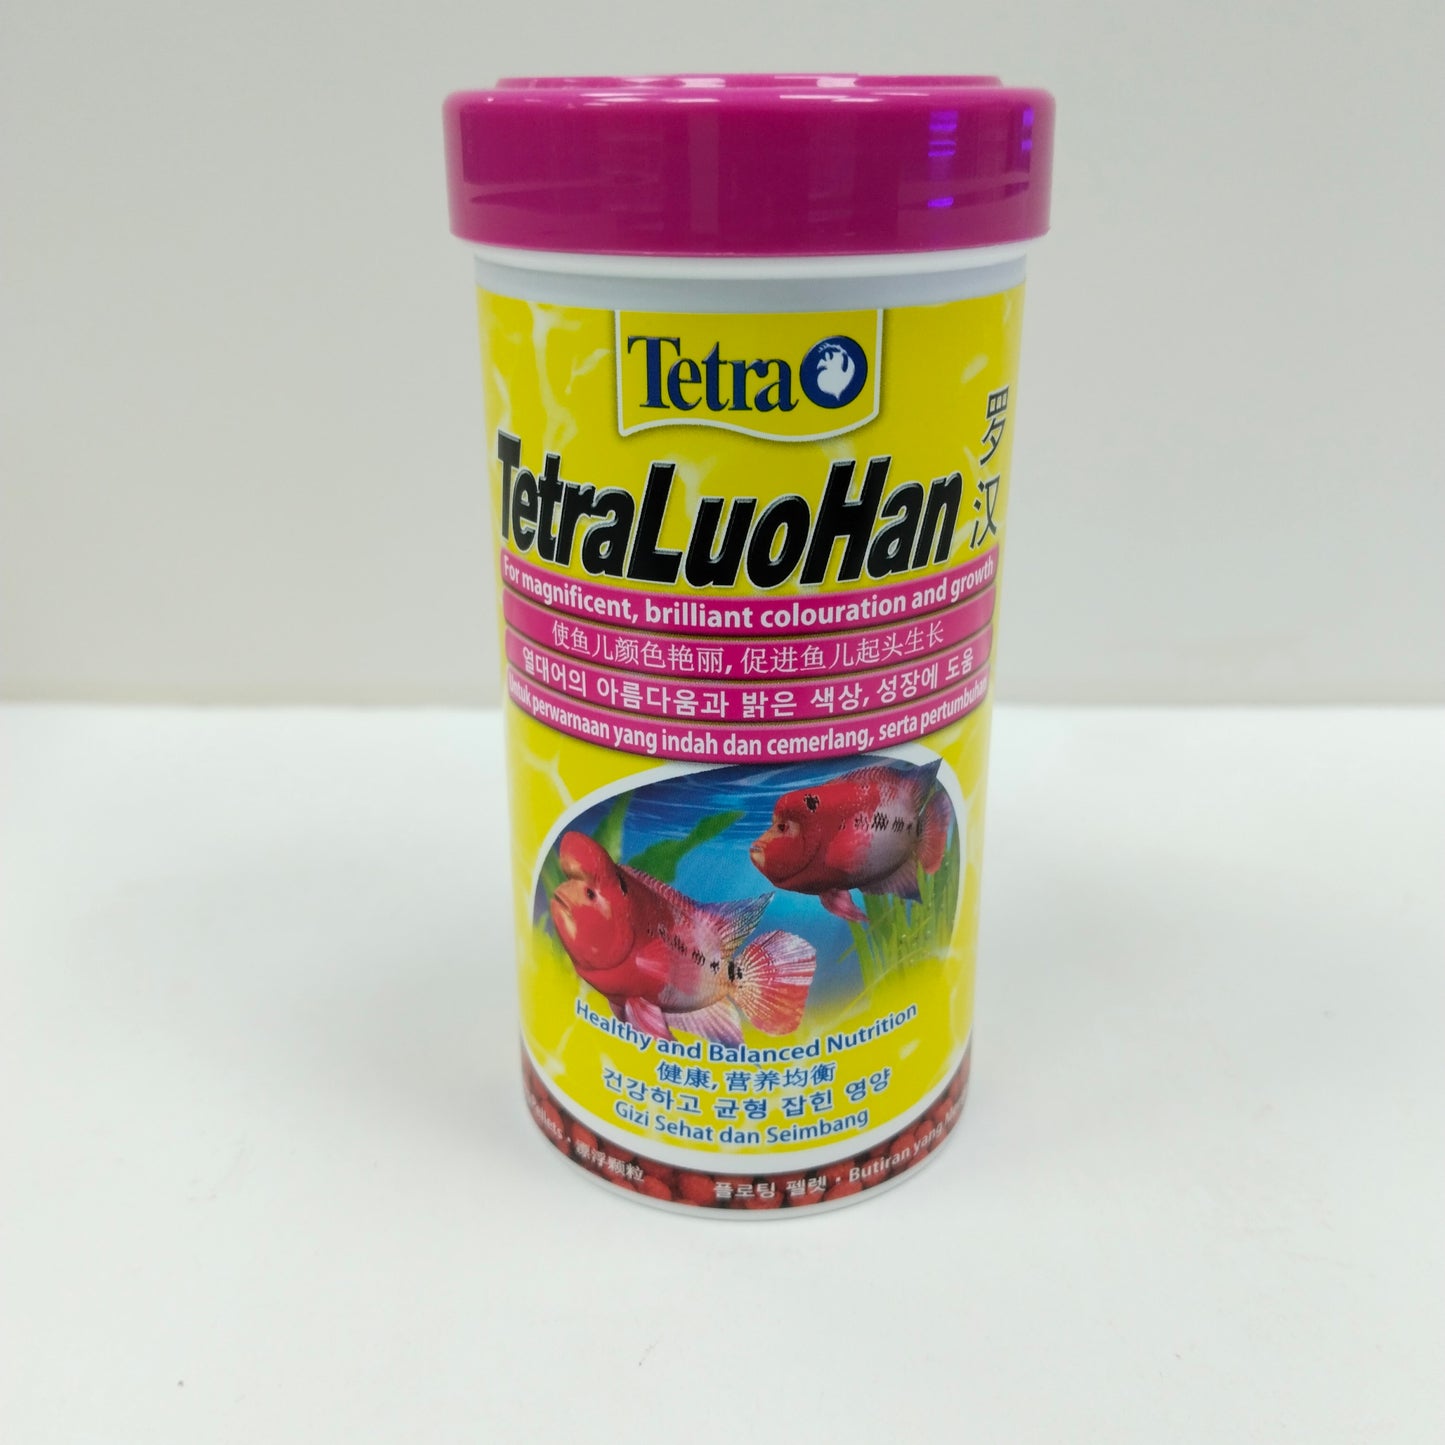 Tetra
TetraLuoHan
罗汉
For magnificent, brilliant colouration and growth
使鱼儿颜色艳丽, 促进鱼儿起头生长
열대어의 아름다움과 밝은 색상, 성장에 도움
Untuk perwarnaan yang indah dan cemerlang, serta pertumbuhan
Healthy and Balanced Nutrition
健康, 营养均衡
건강하고 균형 잡힌 영양
Gizi Sehat dan Seimbang
漂浮颗粒 플로팅 펠렛 • Butiran yang